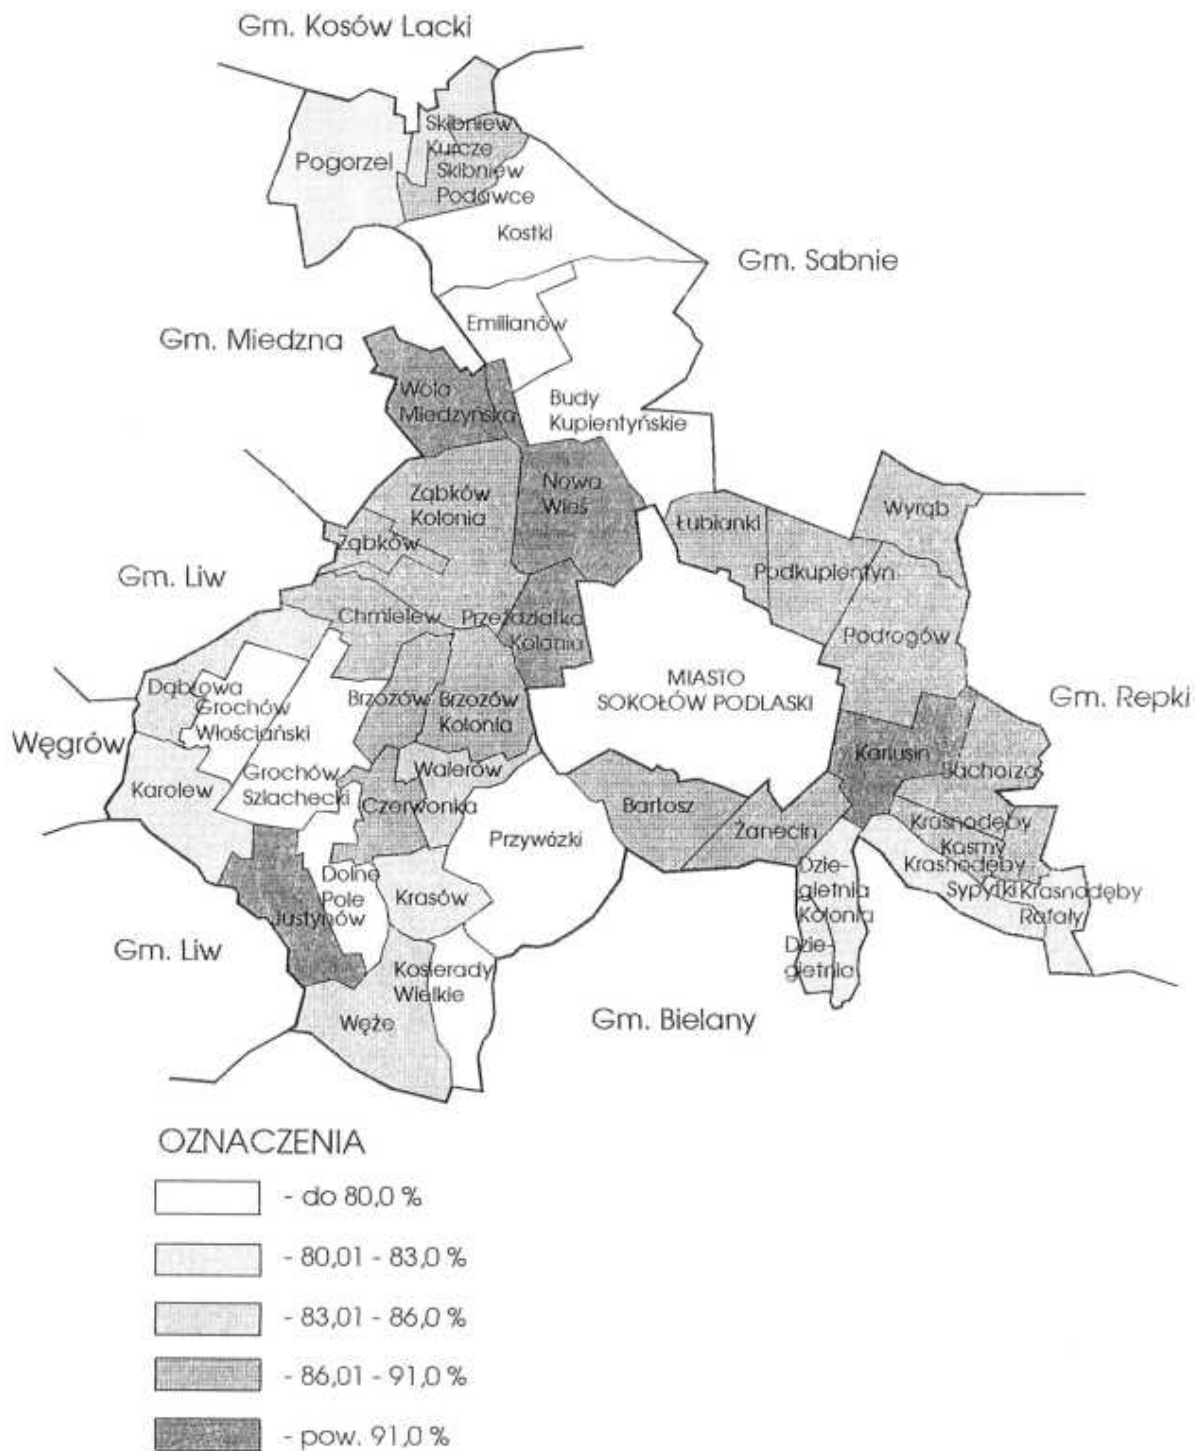 Gm. Kosów Lacki
Skibniew
Kurcze
Pogorzel
Skibniew
Podawce
Kostki
Gm. Sabnie
Emilianów
Gm. Miedzna
Wola
Miedzyńska
Budy
Kupientyńskie
Ząbków
Kolonia
Nowa
Wieś
Wyrąb
Łubianki
Ząbków
Podkupientyn
Gm. Liw
Chmielew
Przeździatka
Kolonia
Podrogów
MIASTO
SOKOŁÓW PODLASKI
Dąbrowa
Grochów
Włościański
Brzozów
Brzozów
Kolonia
Gm. Repki
Węgrów
Karolew
Grochów
Szlachecki
Walerów
Czerwonka
Kartusin
Bachorza
Bartosz
Żanecin
Przywózki
Krasnodęby
Kosmy
Krasnodęby
Sypytki
Krasnodęby
Rafały
Dolne
Pole
Krasów
Dzie-
gietnia
Kolonia
Justynów
Dzie-
gietnia
Gm. Liw
Kosierady
Wielkie
Węże
Gm. Bielany
OZNACZENIA
- do 80,0 %
- 80,01 - 83,0 %
- 83,01 - 86,0 %
- 86,01 - 91,0 %
- pow. 91,0 %